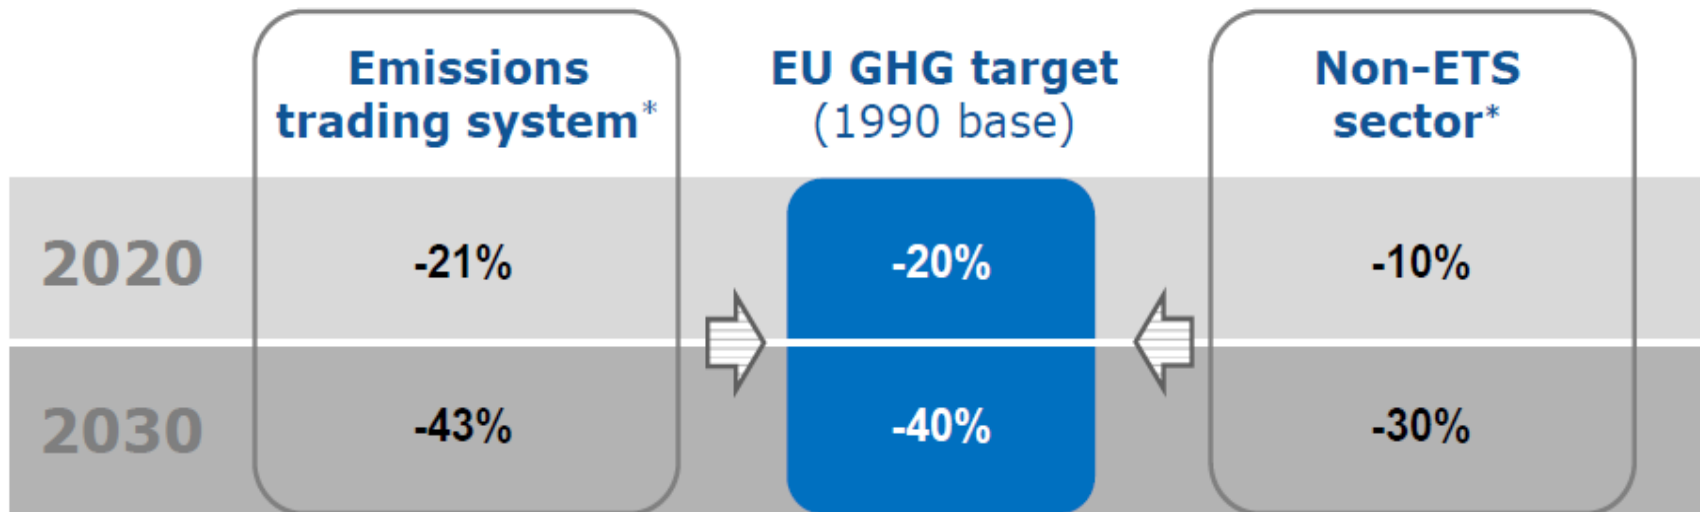 Emissions
trading system*
EU GHG target
(1990 base)
Non-ETS
sector*
2020
-21%
-20%
-10%
2030
-43%
-40%
-30%